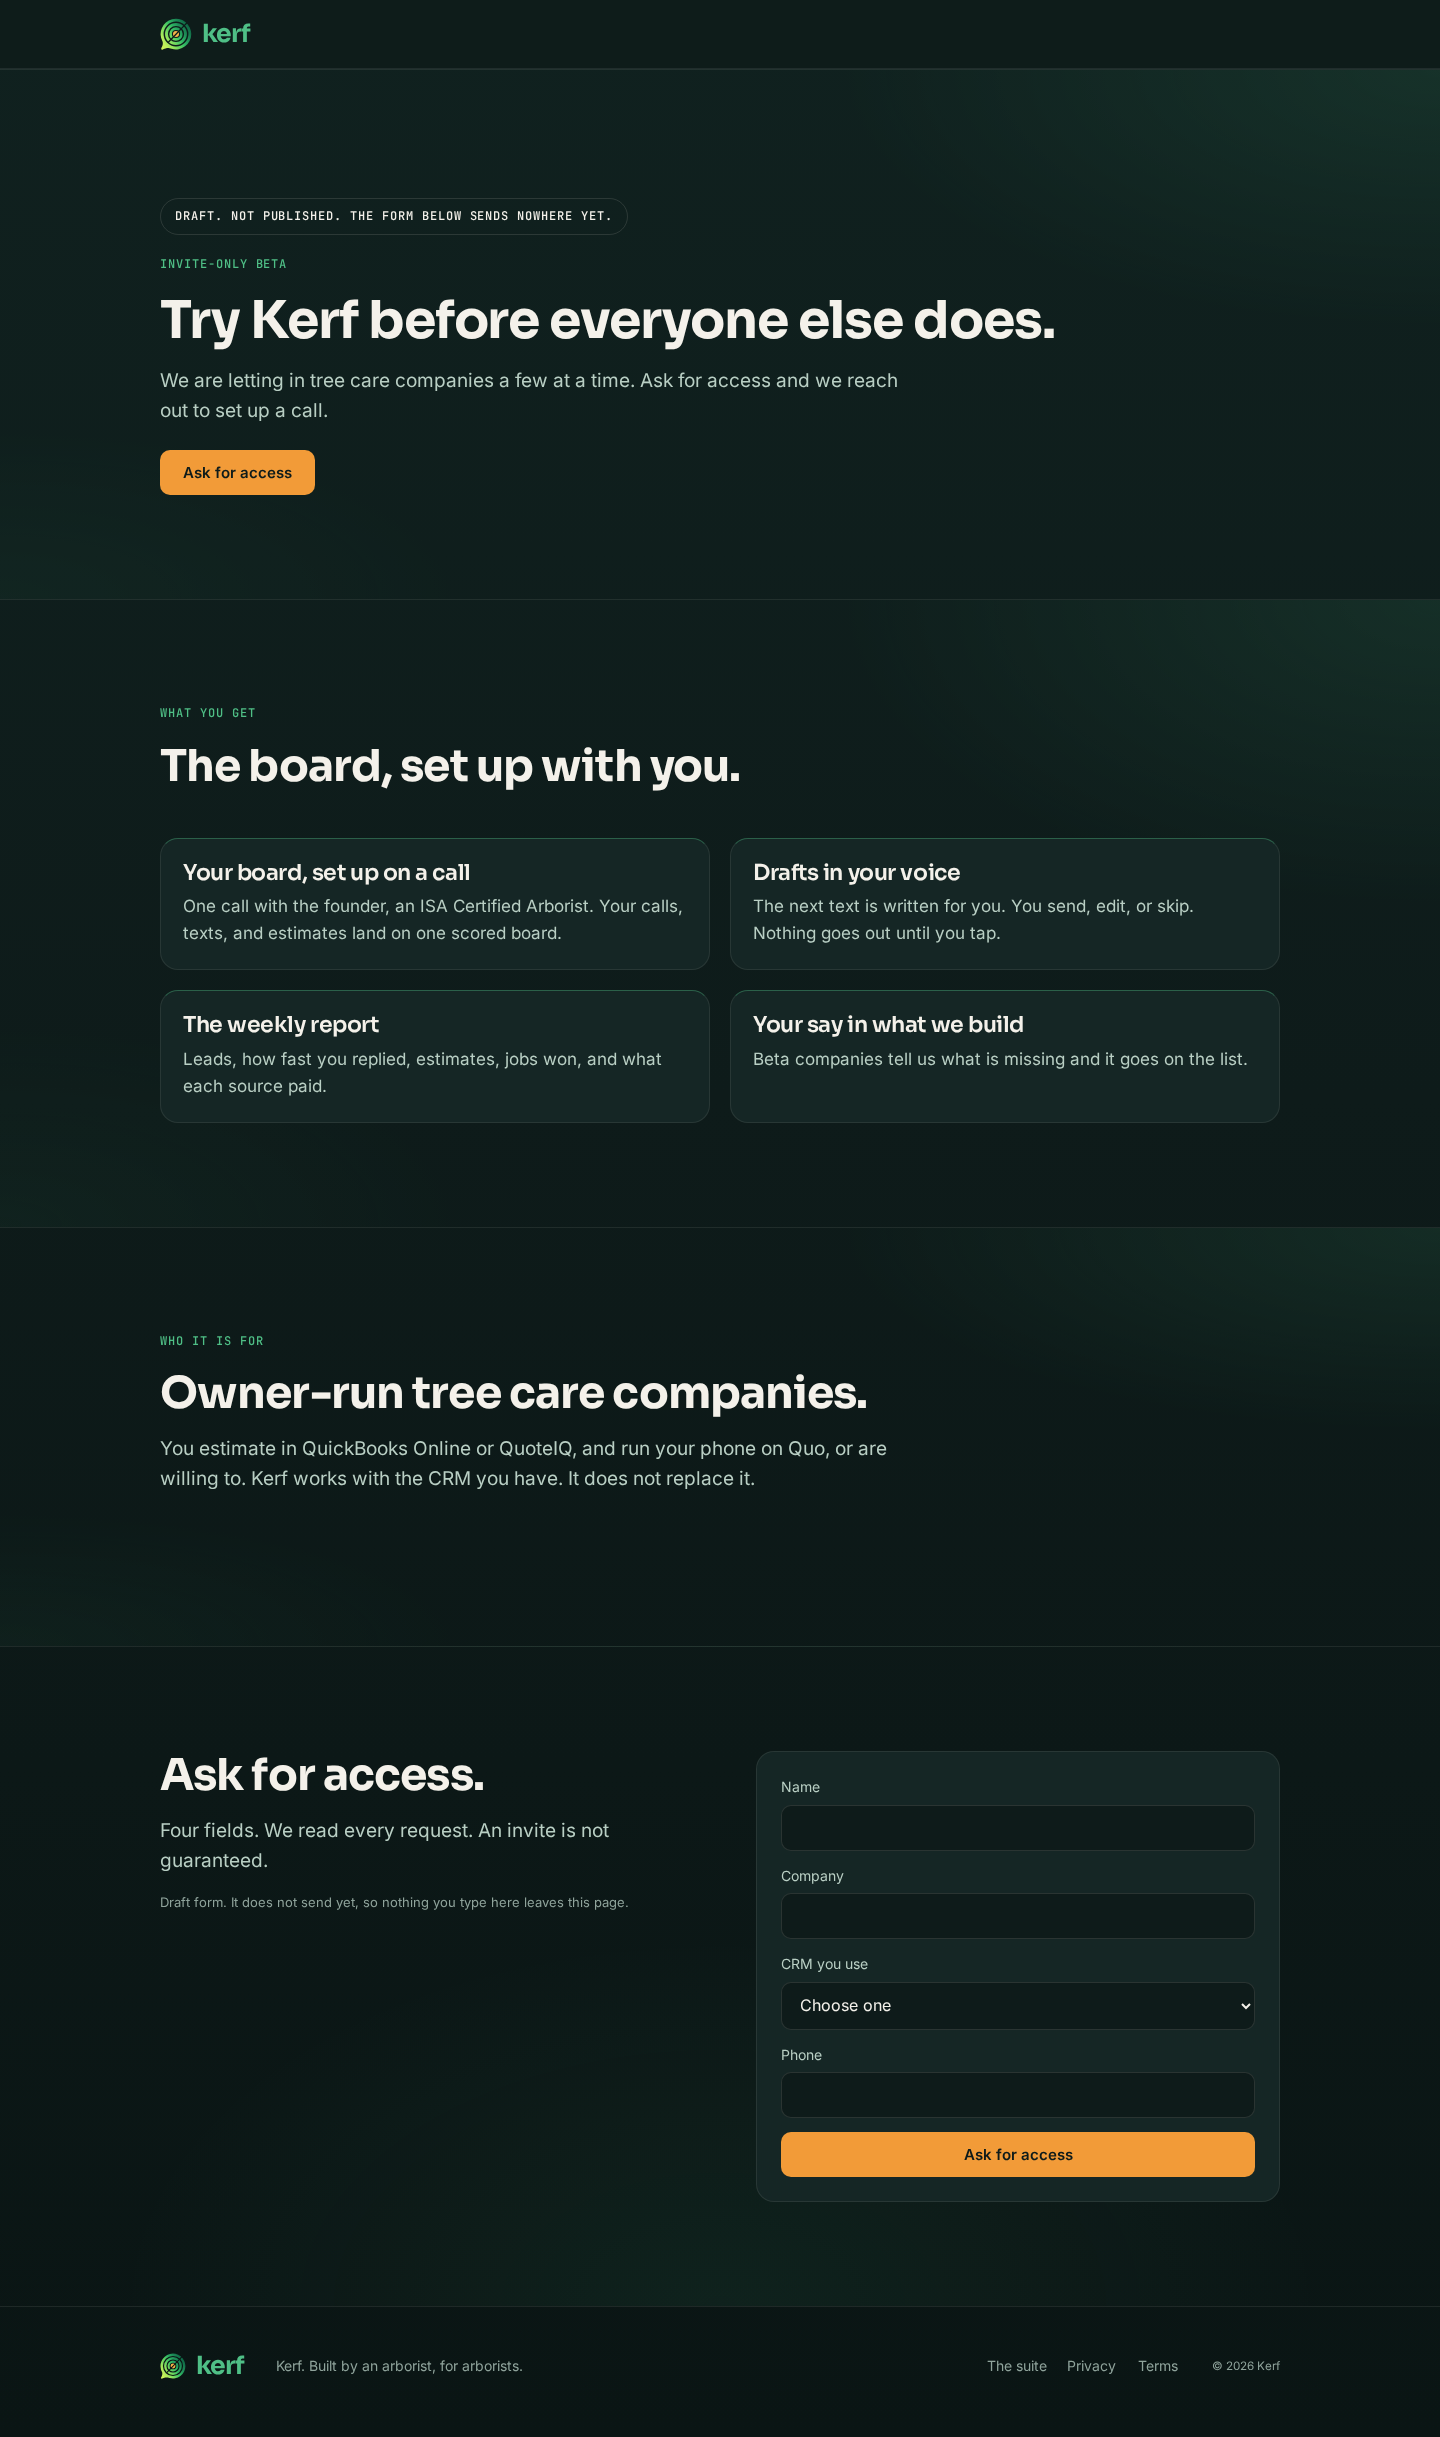 kerf
DRAFT. NOT PUBLISHED. THE FORM BELOW SENDS NOWHERE YET.
INVITE-ONLY BETA
Try Kerf before everyone else does.
We are letting in tree care companies a few at a time. Ask for access and we reach
out to set up a call.
Ask for access
WHAT YOU GET
The board, set up with you.
Your board, set up on a call
One call with the founder, an ISA Certified Arborist. Your calls,
texts, and estimates land on one scored board.
Drafts in your voice
The next text is written for you. You send, edit, or skip.
Nothing goes out until you tap.
The weekly report
Leads, how fast you replied, estimates, jobs won, and what
each source paid.
Your say in what we build
Beta companies tell us what is missing and it goes on the list.
WHO IT IS FOR
Owner-run tree care companies.
You estimate in QuickBooks Online or QuoteIQ, and run your phone on Quo, or are
willing to. Kerf works with the CRM you have. It does not replace it.
Ask for access.
Four fields. We read every request. An invite is not
guaranteed.
Draft form. It does not send yet, so nothing you type here leaves this page.
Name
Company
CRM you use
Choose one
Phone
Ask for access
kerf
Kerf. Built by an arborist, for arborists.
The suite
Privacy
Terms
© 2026 Kerf